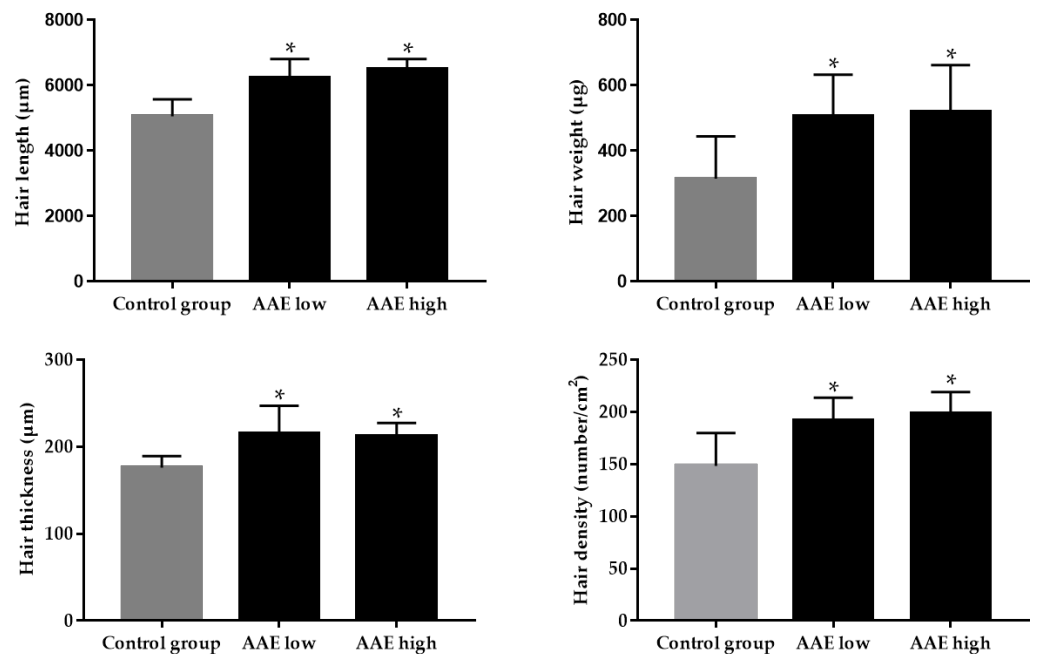 Hair length (μm)
8000
6000
4000
2000
0
*
*
Control group
AAE low
AAE high
Hair weight (μg)
800
600
400
200
0
*
*
Control group
AAE low
AAE high
Hair thickness (μm)
300
200
100
0
*
*
Control group
AAE low
AAE high
Hair density (number/cm²)
250
200
150
100
50
0
*
*
Control group
AAE low
AAE high